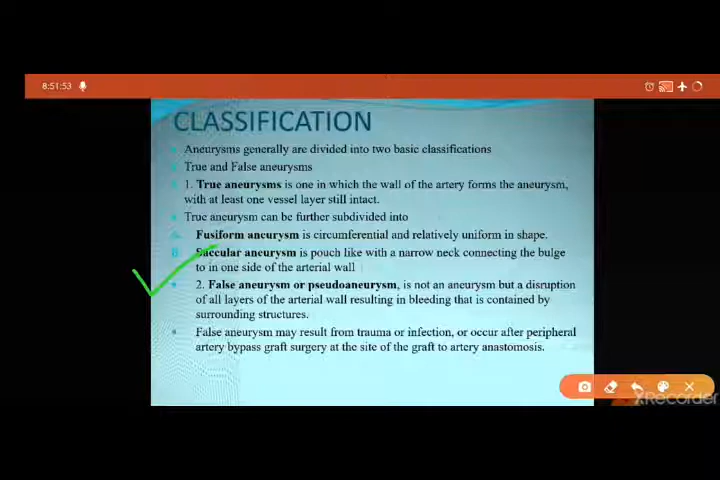 8:51:53
CLASSIFICATION
Aneurysms generally are divided into two basic classifications
True and False aneurysms
1. True aneurysms is one in which the wall of the artery forms the aneurysm,
with at least one vessel layer still intact.
True aneurysm can be further subdivided into
Fusiform aneurysm is circumferential and relatively uniform in shape.
Saccular aneurysm is pouch like with a narrow neck connecting the bulge
to in one side of the arterial wall
2. False aneurysm or pseudoaneurysm, is not an aneurysm but a disruption
of all layers of the arterial wall resulting in bleeding that is contained by
surrounding structures.
False aneurysm may result from trauma or infection, or occur after peripheral
artery bypass graft surgery at the site of the graft to artery anastomosis.
XRecorder